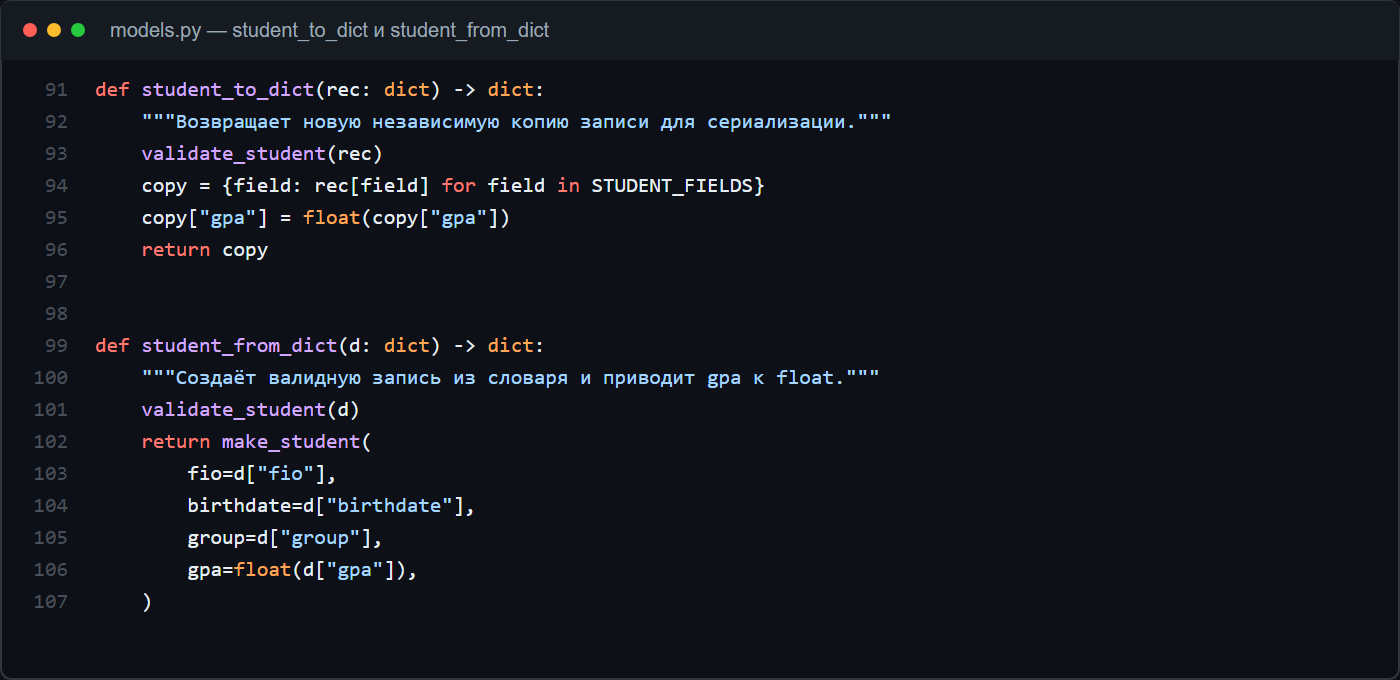 models.py — student_to_dict и student_from_dict
91 def student_to_dict(rec: dict) -> dict:
92     """Возвращает новую независимую копию записи для сериализации."""
93     validate_student(rec)
94     copy = {field: rec[field] for field in STUDENT_FIELDS}
95     copy["gpa"] = float(copy["gpa"])
96     return copy
97
98
99 def student_from_dict(d: dict) -> dict:
100     """Создаёт валидную запись из словаря и приводит gpa к float."""
101     validate_student(d)
102     return make_student(
103         fio=d["fio"],
104         birthdate=d["birthdate"],
105         group=d["group"],
106         gpa=float(d["gpa"]),
107     )